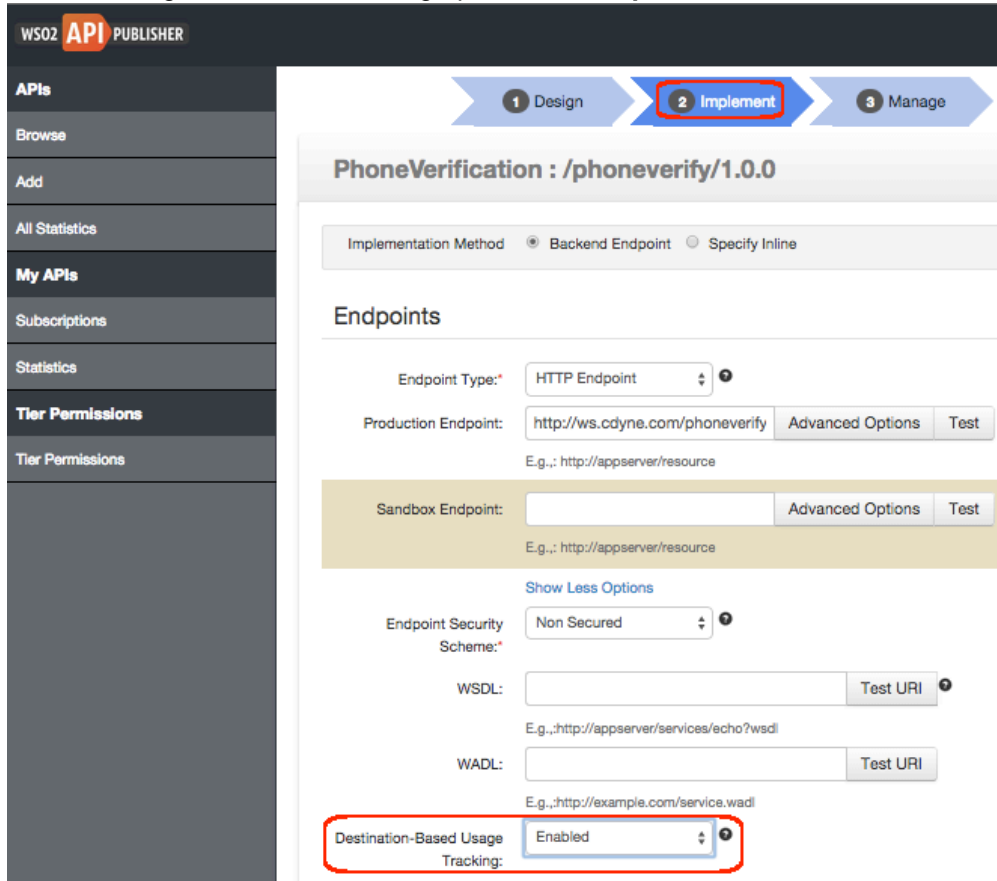 WSO2 API PUBLISHER
APIs
Browse
Add
All Statistics
My APIs
Subscriptions
Statistics
Tier Permissions
Tier Permissions
1 Design
2 Implement
3 Manage
PhoneVerification : /phoneverify/1.0.0
Implementation Method Backend Endpoint Specify Inline
Endpoints
Endpoint Type:* HTTP Endpoint
Production Endpoint: http://ws.cdyne.com/phoneverify Advanced Options Test
E.g.,: http://appserver/resource
Sandbox Endpoint: Advanced Options Test
E.g.,: http://appserver/resource
Show Less Options
Endpoint Security Non Secured
Scheme:*
WSDL: Test URI
E.g.,:http://appserver/services/echo?wsdl
WADL: Test URI
E.g.,:http://example.com/service.wadl
Destination-Based Usage Enabled
Tracking: